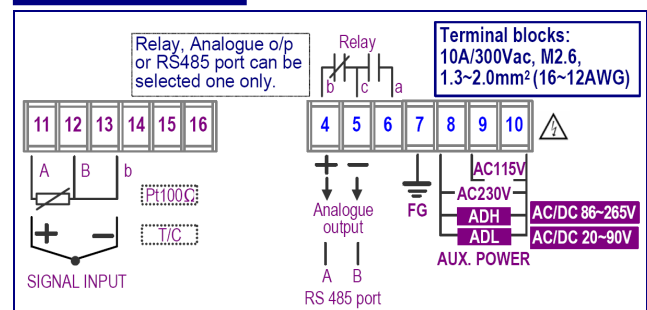 Relay, Analogue o/p
or RS485 port can be
selected one only.
Relay
b c a
Terminal blocks:
10A/300Vac, M2.6,
1.3~2.0mm² (16~12AWG)
11 12 13 14 15 16
4 5 6 7 8 9 10
A B b
Pt100Ω
+ −
T/C
SIGNAL INPUT
+ −
Analogue
output
A B
RS 485 port
FG
AC115V
AC230V
ADH AC/DC 86~265V
ADL AC/DC 20~90V
AUX. POWER